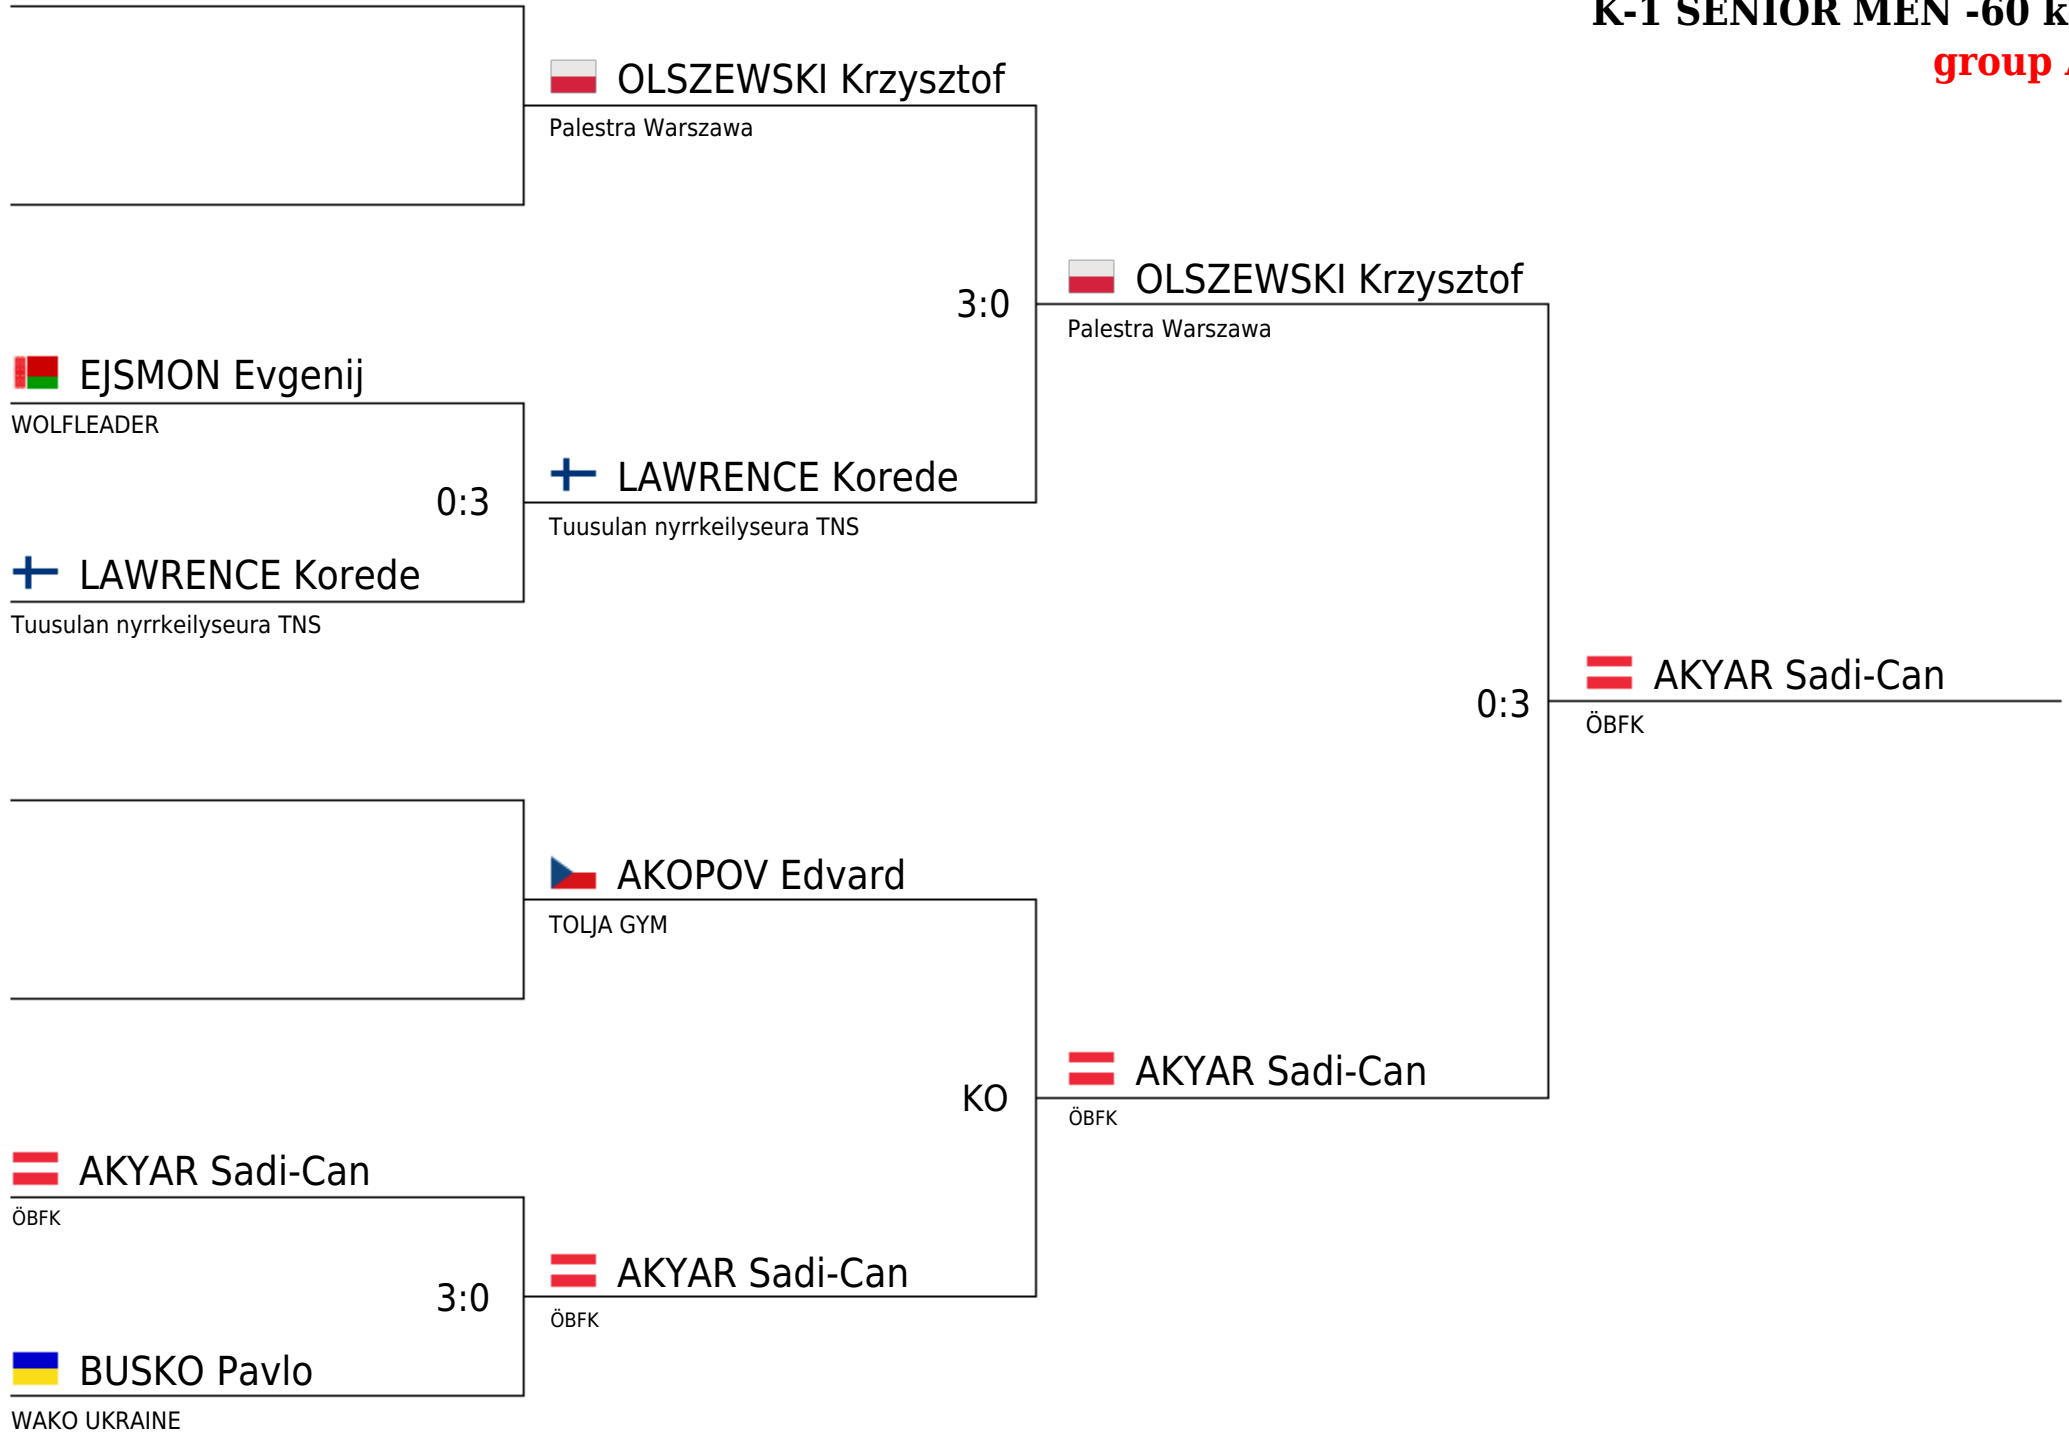 K-1 SENIOR MEN -60 k
group
OLSZEWSKI Krzysztof
Palestra Warszawa
3:0
OLSZEWSKI Krzysztof
Palestra Warszawa
EJSMON Evgenij
WOLFLEADER
0:3
LAWRENCE Korede
Tuusulan nyrrkeilyseura TNS
LAWRENCE Korede
Tuusulan nyrrkeilyseura TNS
0:3
AKYAR Sadi-Can
ÖBFK
AKOPOV Edvard
TOLJA GYM
KO
AKYAR Sadi-Can
ÖBFK
AKYAR Sadi-Can
ÖBFK
3:0
AKYAR Sadi-Can
ÖBFK
BUSKO Pavlo
WAKO UKRAINE